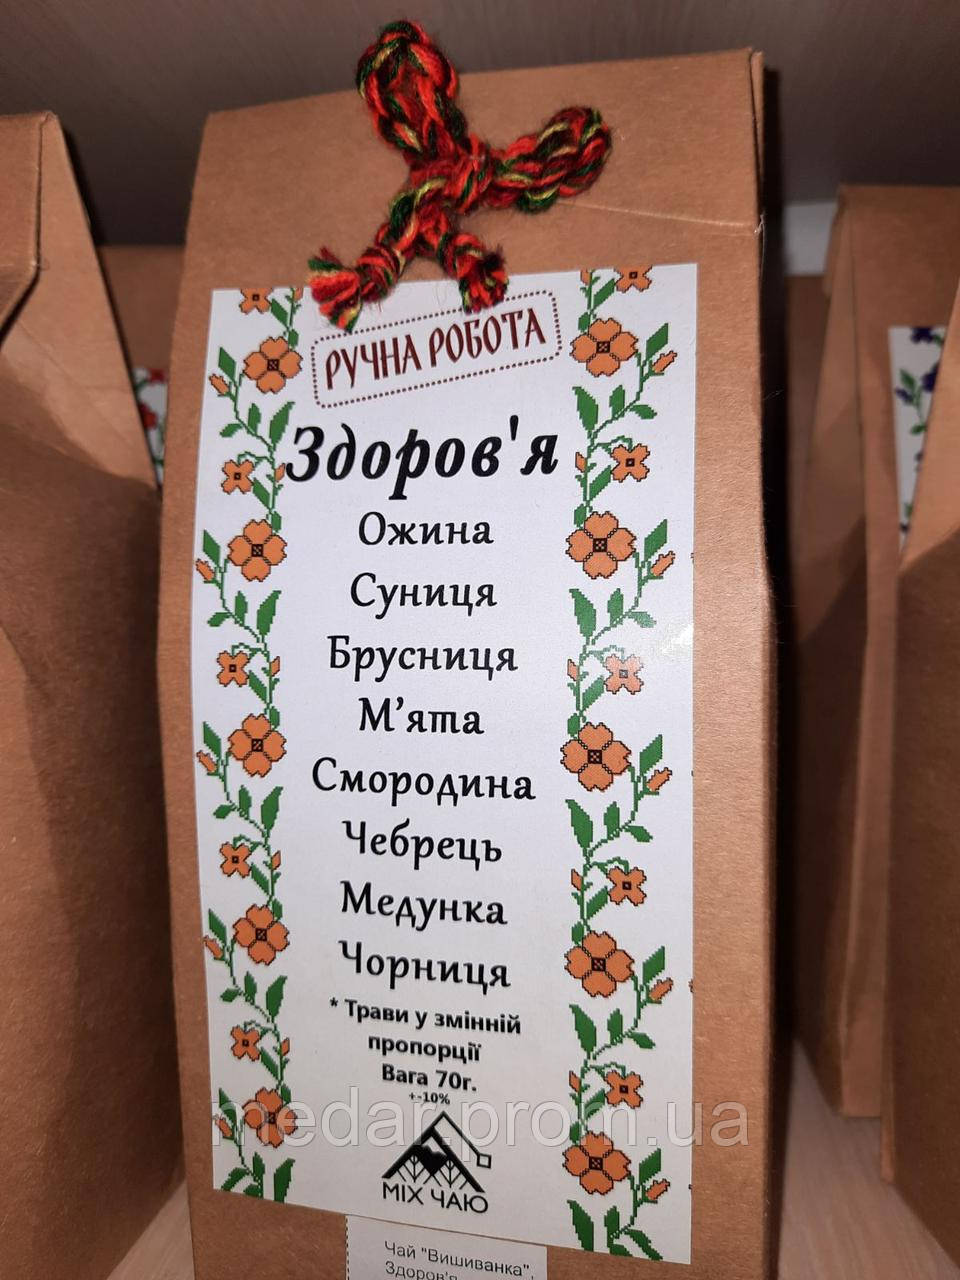 РУЧНА РОБОТА
Здоров'я
Ожина
Суниця
Брусниця
М’ята
Смородина
Чебрець
Медунка
Чорниця
* Трави у змінній
пропорції
Вага 70г.
+-10%
medar.prom.ua
МІХ ЧАЮ
Чай "Вишиванка",
Здоров'я